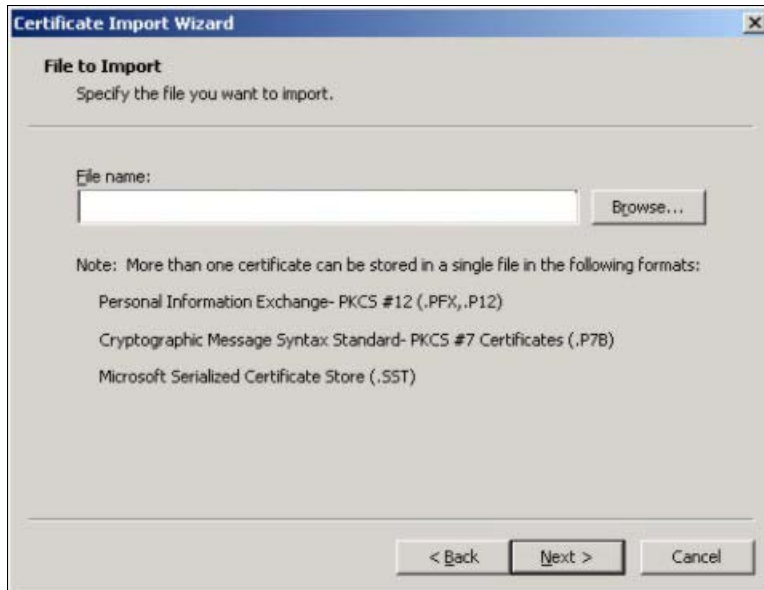 Certificate Import Wizard
File to Import
Specify the file you want to import.
File name:
Browse...
Note: More than one certificate can be stored in a single file in the following formats:
Personal Information Exchange- PKCS #12 (.PFX,.P12)
Cryptographic Message Syntax Standard- PKCS #7 Certificates (.P7B)
Microsoft Serialized Certificate Store (.SST)
< Back
Next >
Cancel